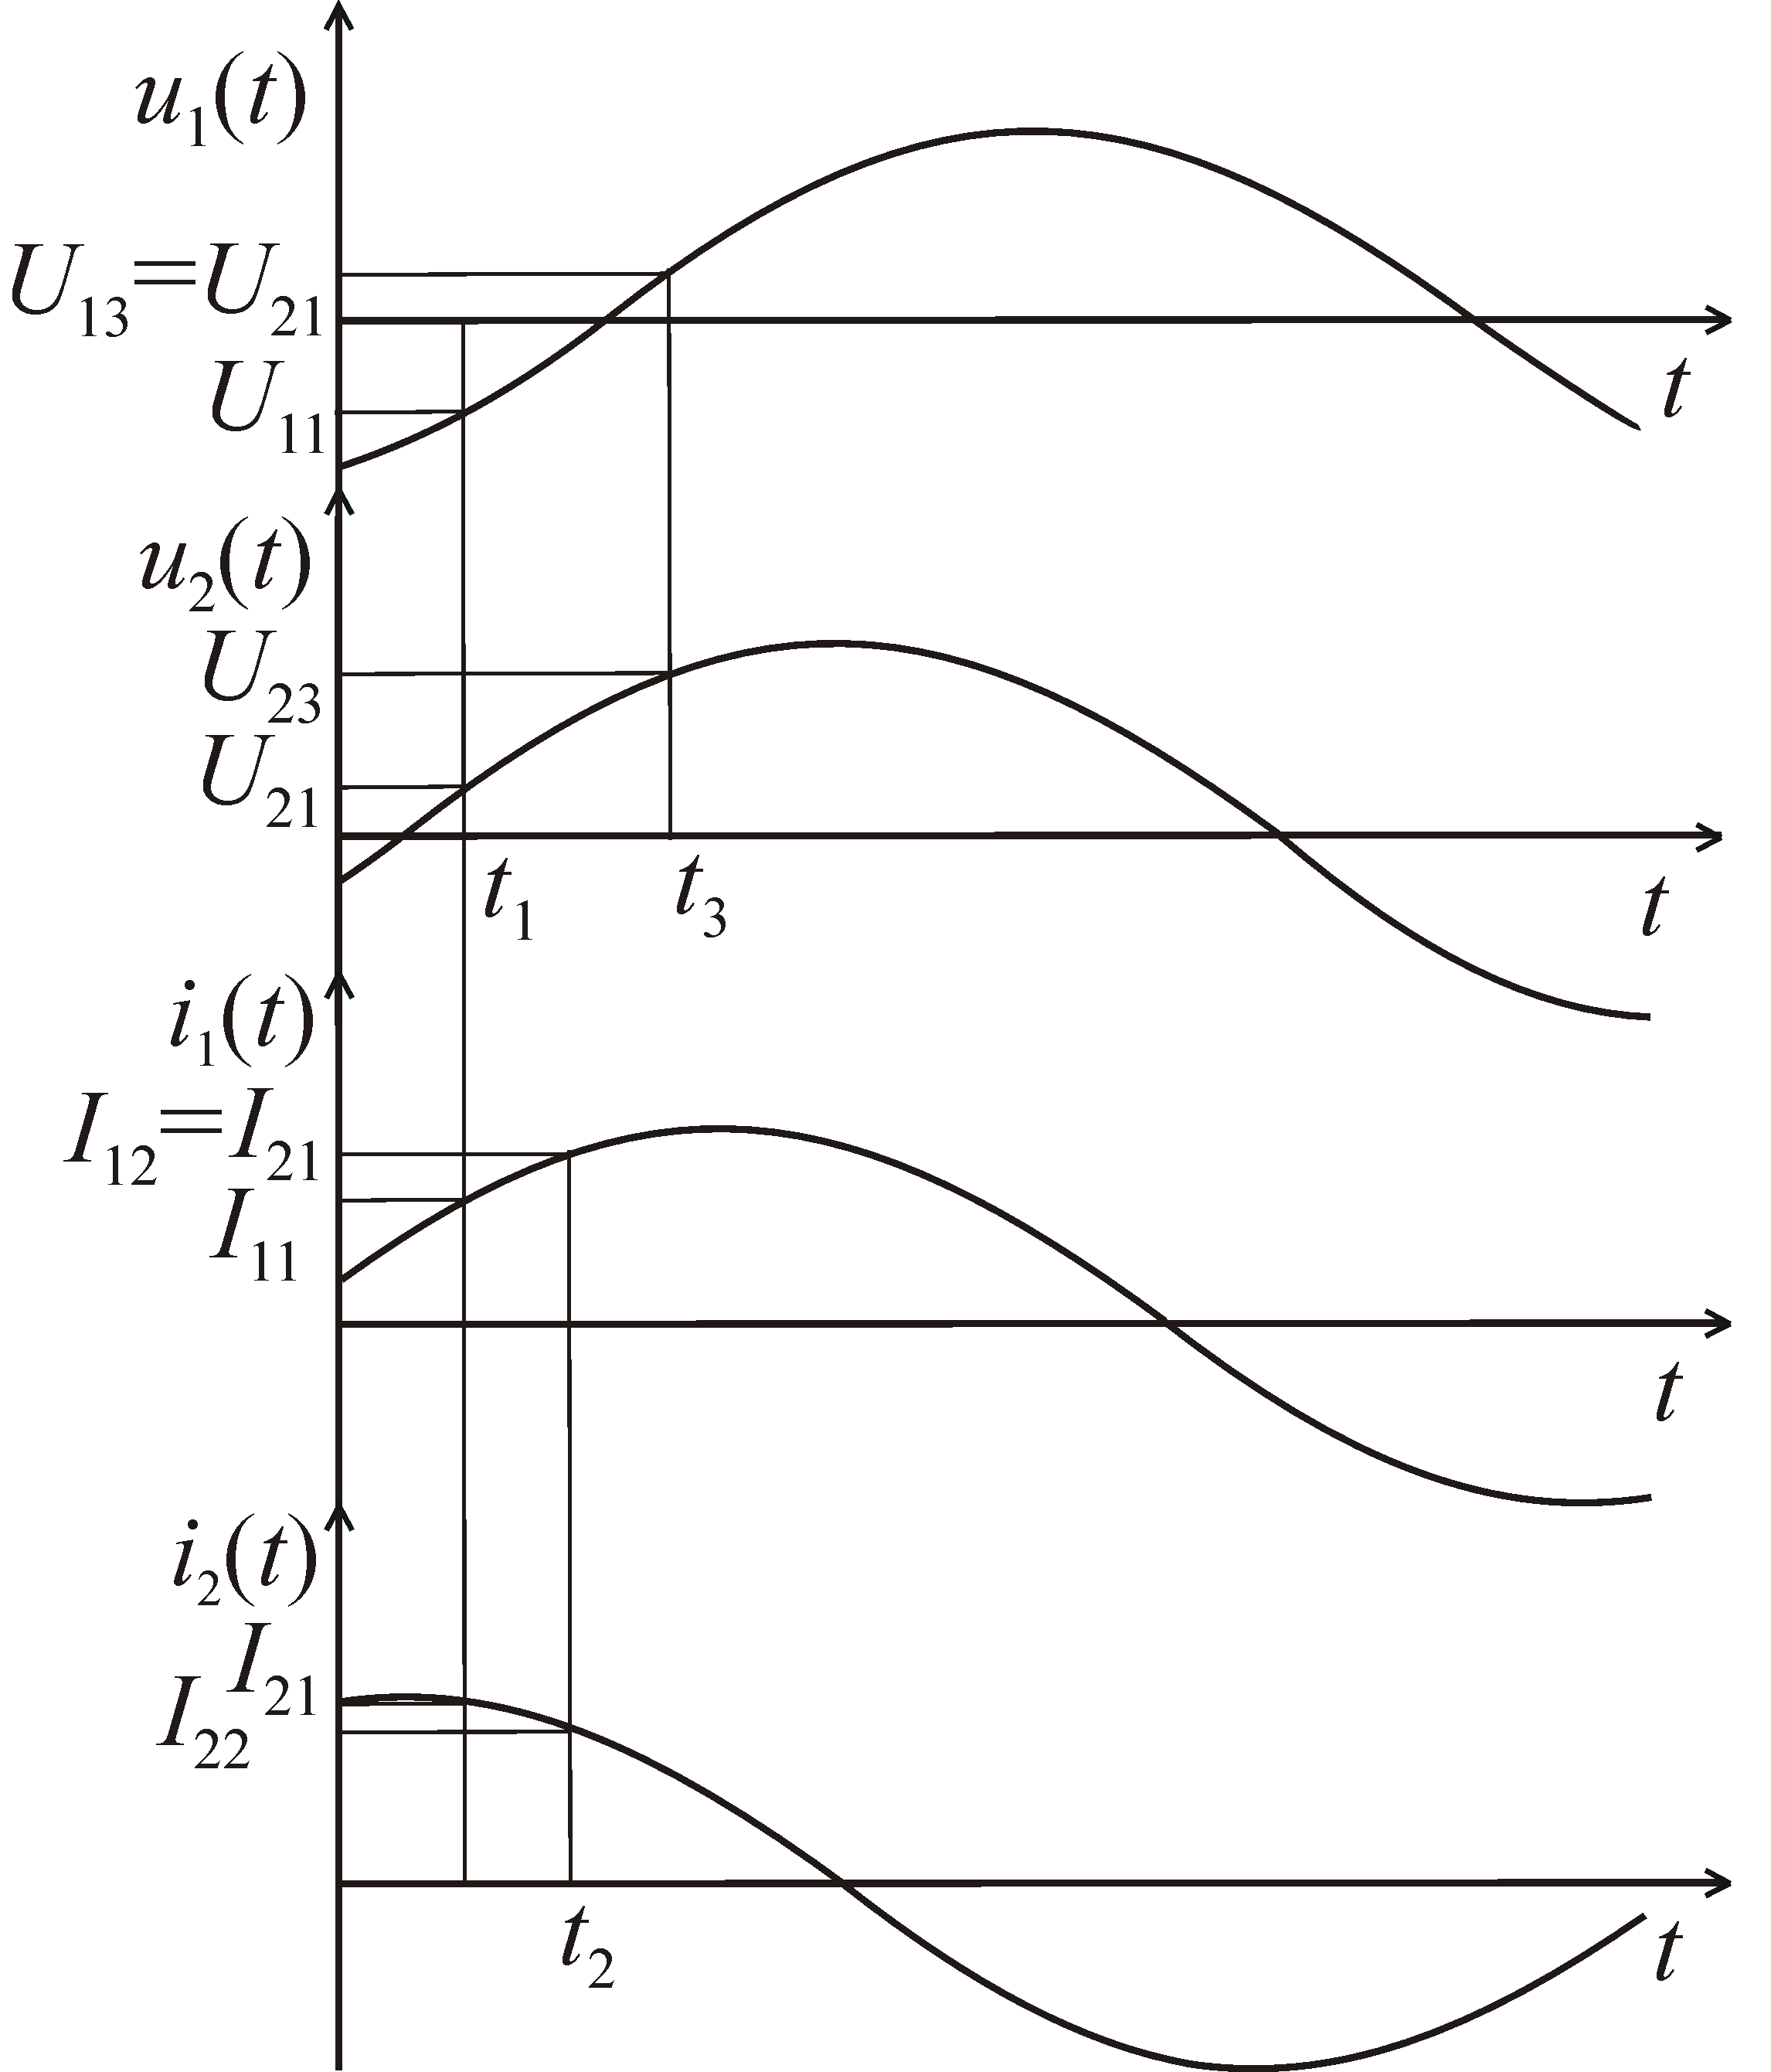 u₁(t)
U₁₃=U₂₁
U₁₁
t
u₂(t)
U₂₃
U₂₁
t₁ t₃ t
i₁(t)
I₁₂=I₂₁
I₁₁
t
i₂(t)
I₂₁
I₂₂
t₂ t